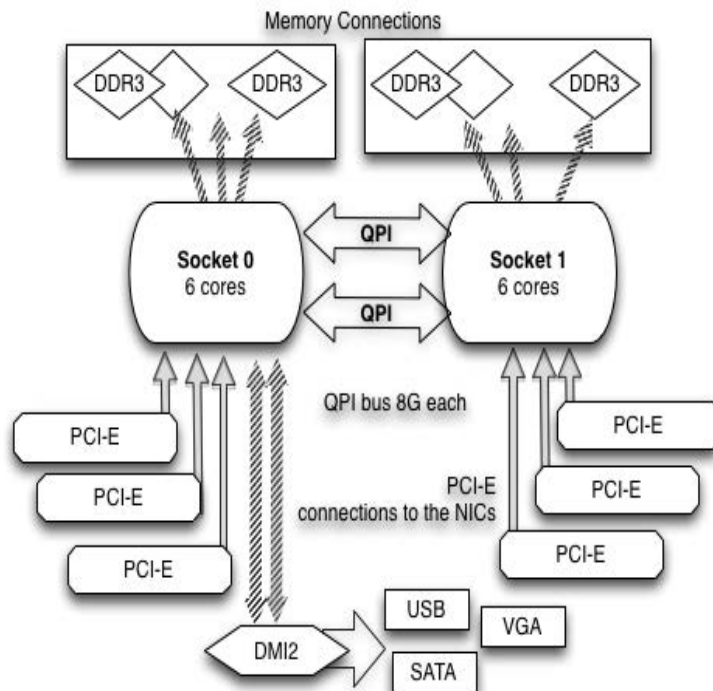 Memory Connections
DDR3
DDR3
DDR3
DDR3
Socket 0
6 cores
QPI
QPI
Socket 1
6 cores
QPI bus 8G each
PCI-E
PCI-E
PCI-E
PCI-E
connections to the NICs
PCI-E
PCI-E
PCI-E
DMI2
USB
VGA
SATA